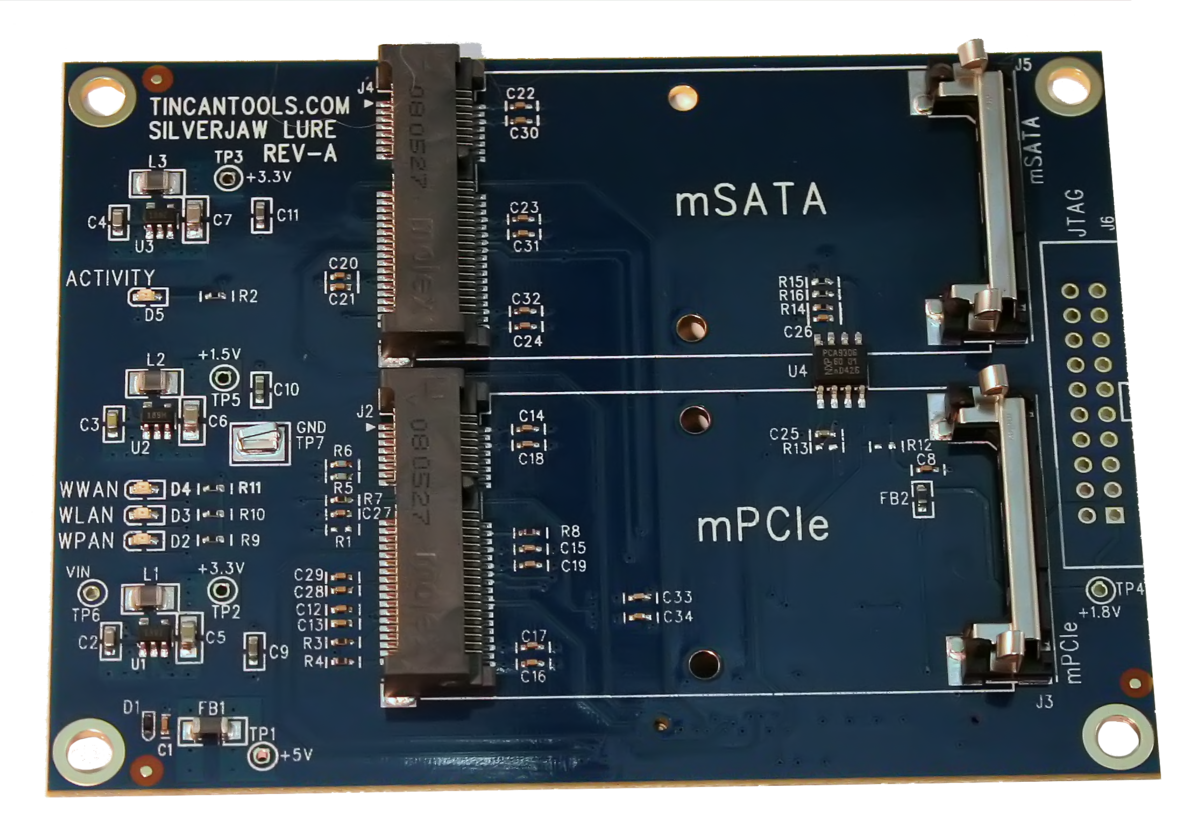 TINCANTOOLS.COM
SILVERJAW LURE
REV-A
J4
C22
C30
J5
mSATA
L3
TP3
+3.3V
C4
C7
C11
U3
080527
molex
C23
C31
mSATA
JTAG
J6
ACTIVITY
D5
R2
C20
C21
C32
C24
R15
R16
R14
C26
U4
PCA9306
L2
+1.5V
TP5
C10
C3
C6
U2
GND
TP7
J2
C14
C18
C25
R13
R12
C8
FB2
R6
R5
R7
C27
R1
WWAN
D4
R11
WLAN
D3
R10
WPAN
D2
R9
080527
molex
mPCIe
R8
C15
C19
VIN
TP6
L1
+3.3V
TP2
C29
C28
C12
C13
R3
R4
C33
C34
TP4
+1.8V
C2
C5
U1
C9
C17
C16
mPCIe
J3
D1
C1
FB1
TP1
+5V